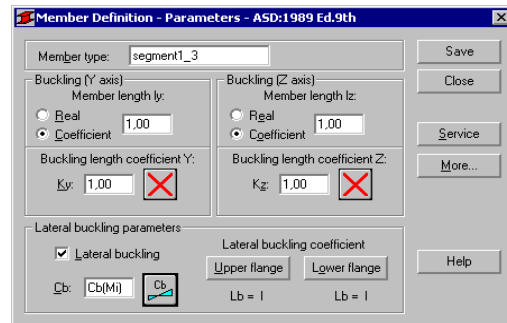 Member Definition - Parameters - ASD:1989 Ed.9th
Member type: segment1_3
Save
Close
Service
More...
Help
Buckling (Y axis)
Member length ly:
Real
Coefficient
1,00
Buckling length coefficient Y:
Ky: 1,00
Buckling (Z axis)
Member length lz:
Real
Coefficient
1,00
Buckling length coefficient Z:
Kz: 1,00
Lateral buckling parameters
Lateral buckling
Cb: Cb(Mi)
Cb
Lateral buckling coefficient
Upper flange Lower flange
Lb = l Lb = l